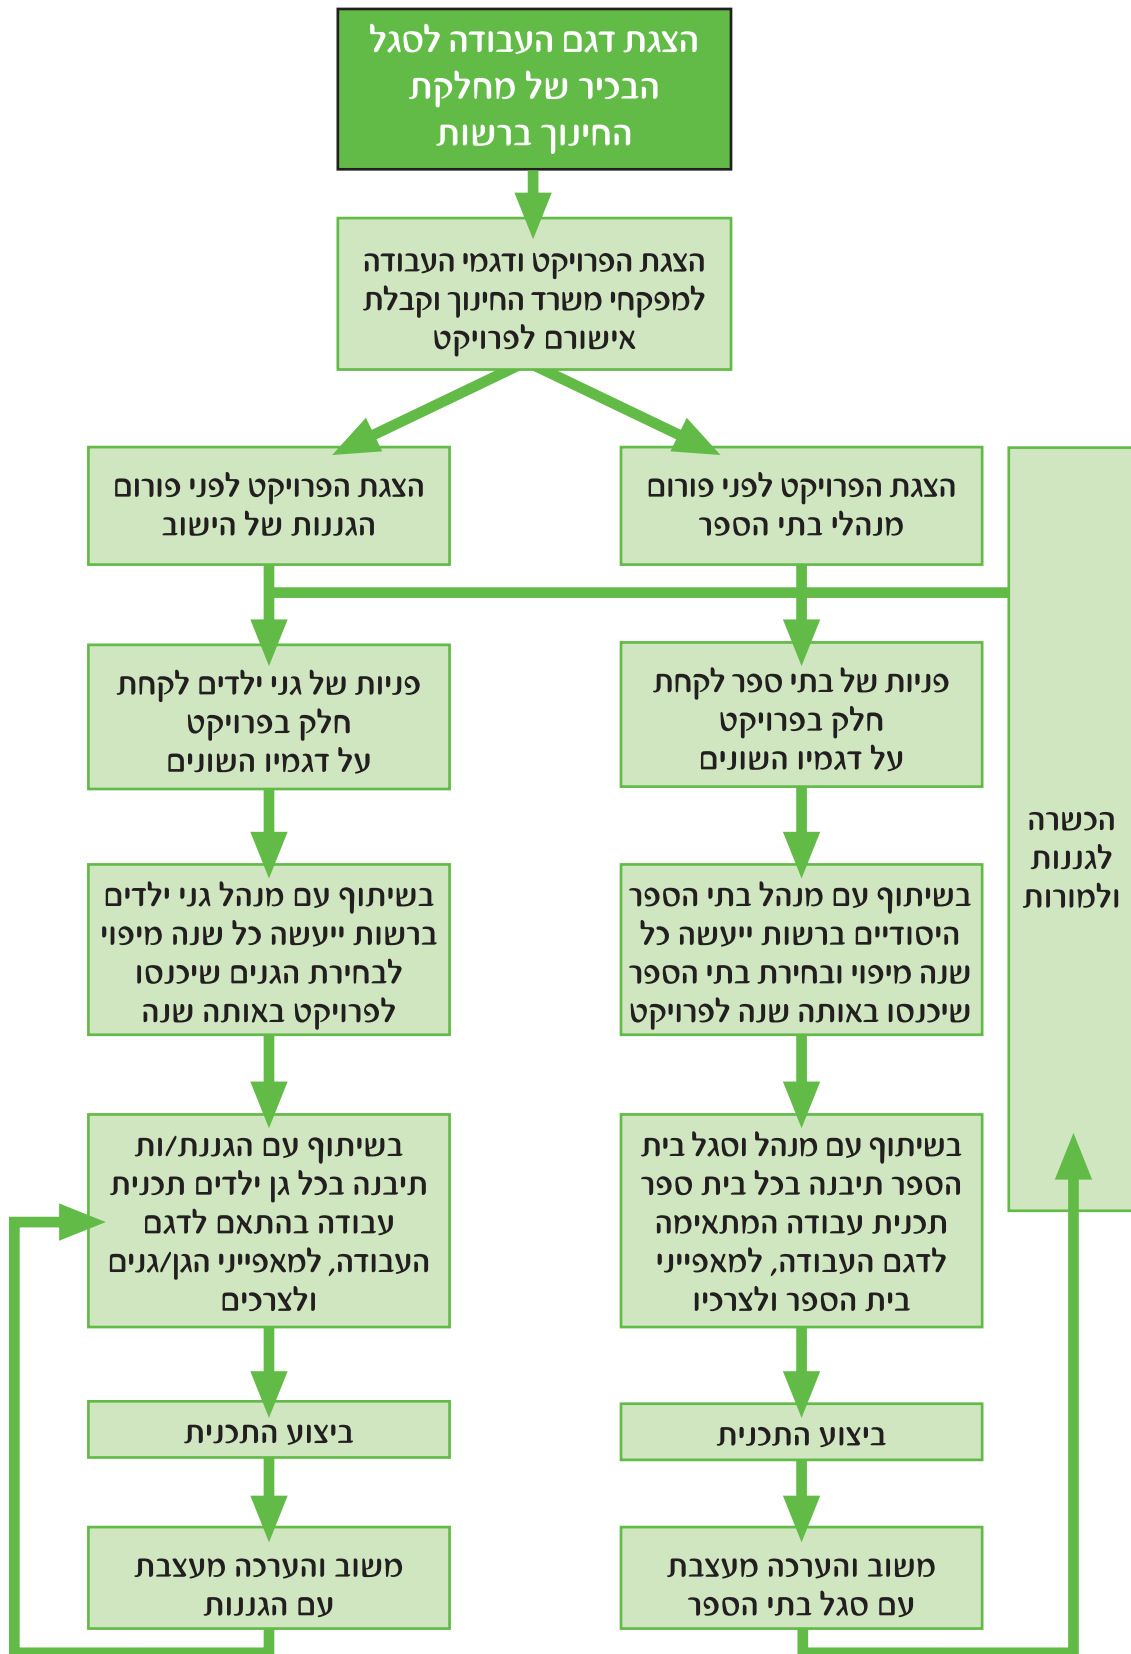 הצגת דגם העבודה לסגל
הבכיר של מחלקת
החינוך ברשות
הצגת הפרויקט ודגמי העבודה
למפקחי משרד החינוך וקבלת
אישורם לפרויקט
הצגת הפרויקט לפני פורום
מנהלי בתי הספר
הצגת הפרויקט לפני פורום
הגננות של הישוב
פניות של בתי ספר לקחת
חלק בפרויקט
על דגמיו השונים
פניות של גני ילדים לקחת
חלק בפרויקט
על דגמיו השונים
הכשרה
לגננות
ולמורות
בשיתוף עם מנהל בתי הספר
היסודיים ברשות ייעשה כל
שנה מיפוי ובחירת בתי הספר
שיכנסו באותה שנה לפרויקט
בשיתוף עם מנהל גני ילדים
ברשות ייעשה כל שנה מיפוי
לבחירת הגנים שיכנסו
לפרויקט באותה שנה
בשיתוף עם מנהל וסגל בית
הספר תיבנה בכל בית ספר
תכנית עבודה המתאימה
לדגם העבודה, למאפייני
בית הספר ולצרכיו
בשיתוף עם הגננת/ות
תיבנה בכל גן ילדים תכנית
עבודה בהתאם לדגם
העבודה, למאפייני הגן/גנים
ולצרכים
ביצוע התכנית
ביצוע התכנית
משוב והערכה מעצבת
עם סגל בתי הספר
משוב והערכה מעצבת
עם הגננות